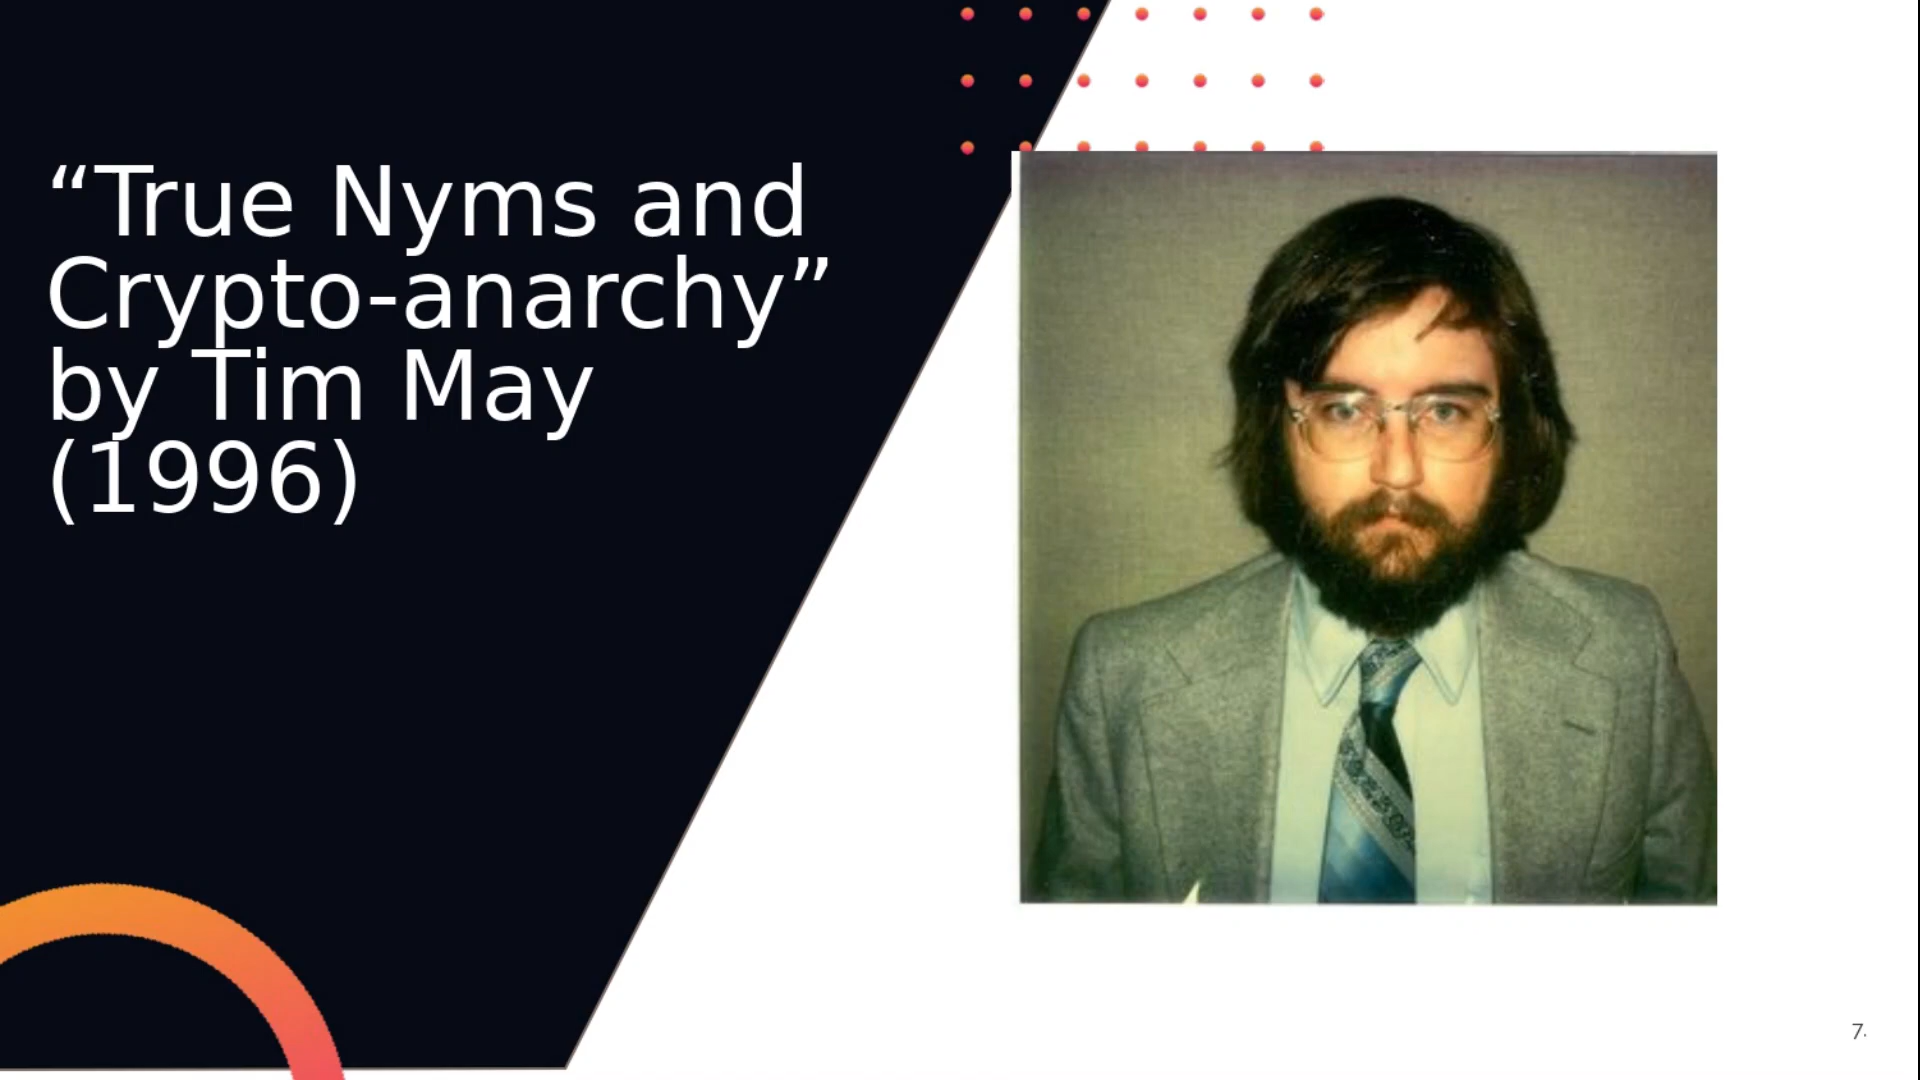 “True Nyms and
Crypto-anarchy”
by Tim May
(1996)
7